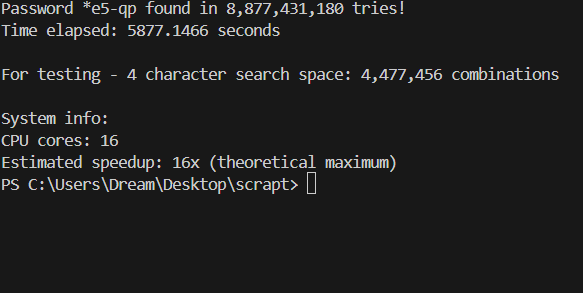 Password *e5-qp found in 8,877,431,180 tries!
Time elapsed: 5877.1466 seconds
For testing - 4 character search space: 4,477,456 combinations
System info:
CPU cores: 16
Estimated speedup: 16x (theoretical maximum)
PS C:\Users\Dream\Desktop\scrapt>